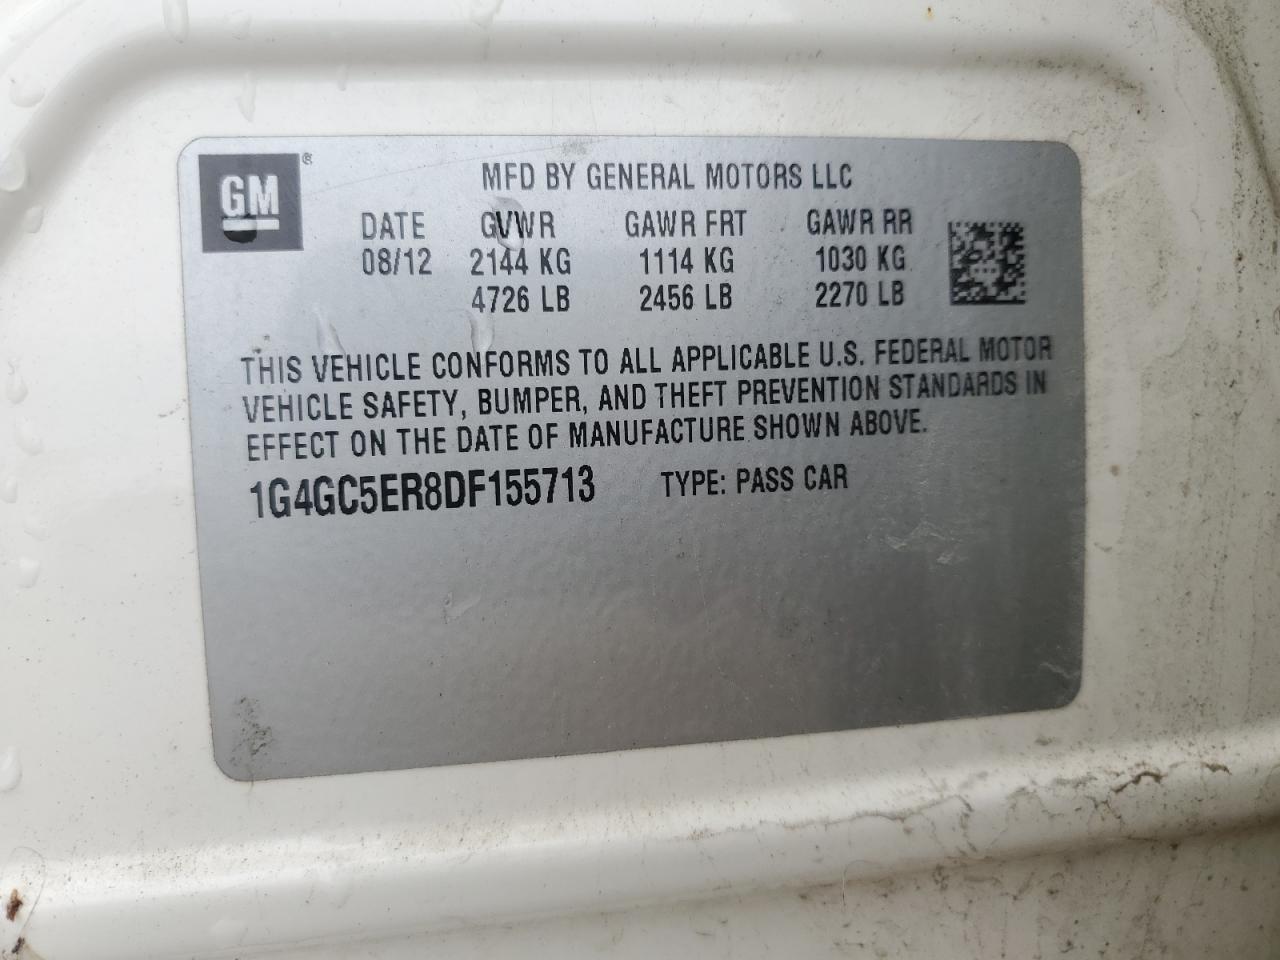 GM ®
MFD BY GENERAL MOTORS LLC
DATE GVWR GAWR FRT GAWR RR
08/12 2144 KG 1114 KG 1030 KG
4726 LB 2456 LB 2270 LB
THIS VEHICLE CONFORMS TO ALL APPLICABLE U.S. FEDERAL MOTOR
VEHICLE SAFETY, BUMPER, AND THEFT PREVENTION STANDARDS IN
EFFECT ON THE DATE OF MANUFACTURE SHOWN ABOVE.
1G4GC5ER8DF155713 TYPE: PASS CAR